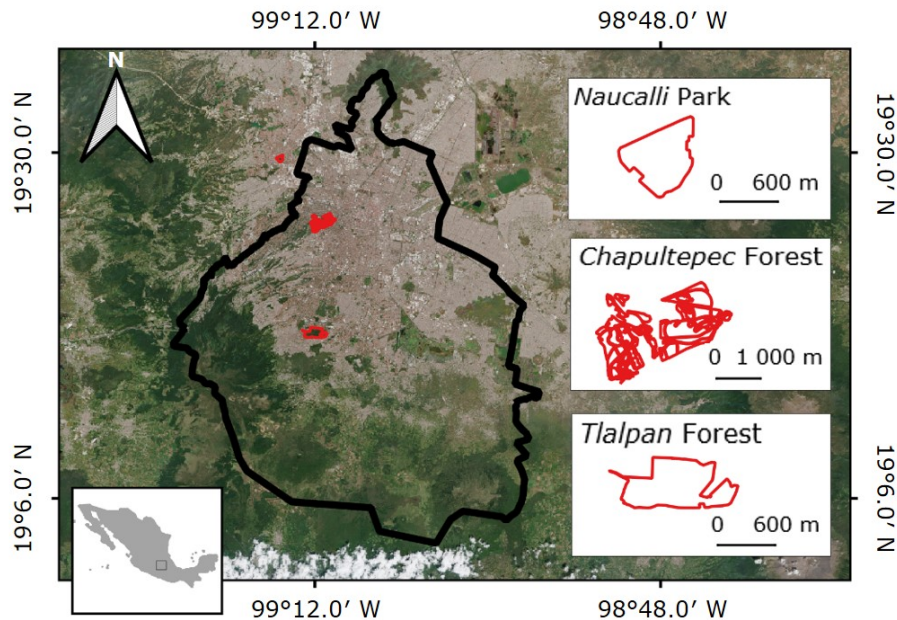 99°12.0′ W 98°48.0′ W
N
19°30.0′ N
19°30.0′ N
Naucalli Park
0 600 m
Chapultepec Forest
0 1 000 m
Tlalpan Forest
0 600 m
19°6.0′ N
19°6.0′ N
99°12.0′ W 98°48.0′ W